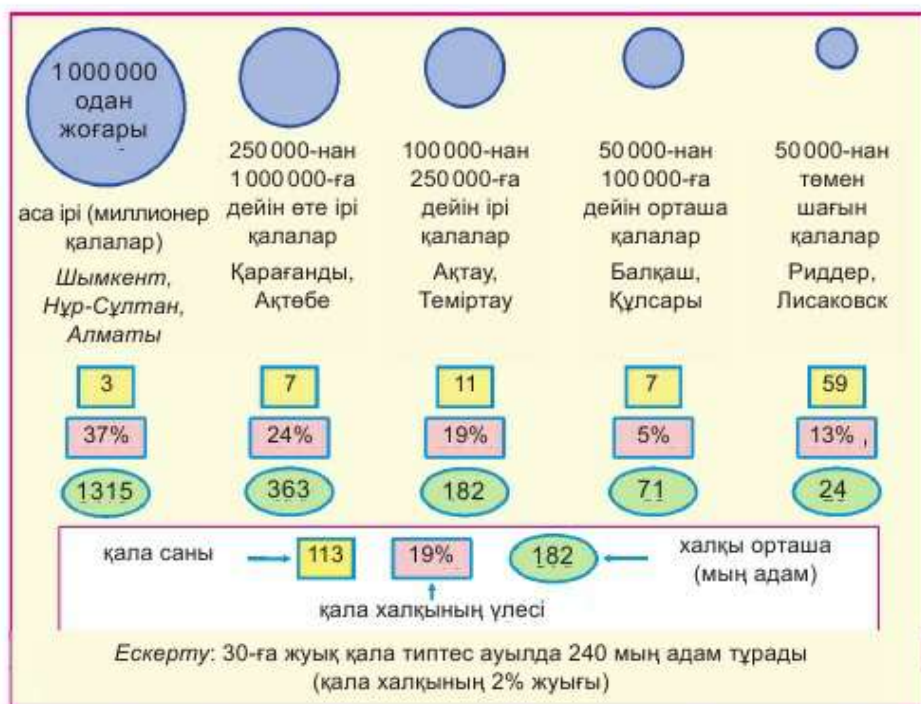 1 000 000
одан
жоғары
аса ірі (миллионер
қалалар)
Шымкент,
Нұр-Сұлтан,
Алматы
250 000-нан
1 000 000-ға
дейін өте ірі
қалалар
Қарағанды,
Ақтөбе
100 000-нан
250 000-ға
дейін ірі
қалалар
Ақтау,
Теміртау
50 000-нан
100 000-ға
дейін орташа
қалалар
Балқаш,
Құлсары
50 000-нан
төмен
шағын
қалалар
Риддер,
Лисаковск
3 7 11 7 59
37% 24% 19% 5% 13% ,
1315 363 182 71 24
қала саны 113 19% 182 халқы орташа
(мың адам)
қала халқының үлесі
Ескерту: 30-ға жуық қала типтес ауылда 240 мың адам тұрады
(қала халқының 2% жуығы)